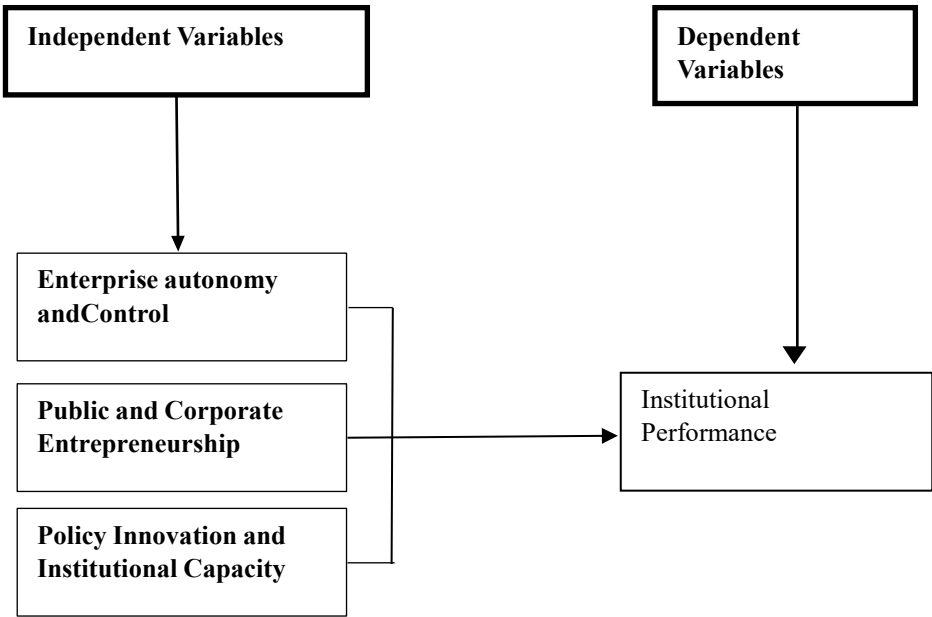 Independent Variables
Dependent
Variables
Enterprise autonomy
andControl
Public and Corporate
Entrepreneurship
Institutional
Performance
Policy Innovation and
Institutional Capacity